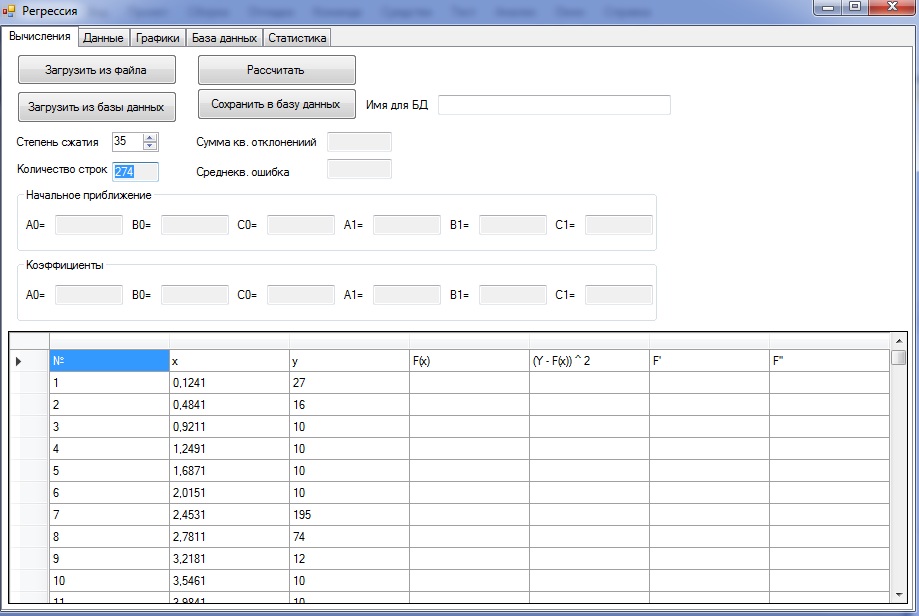 Регрессия
Вычисления Данные Графики База данных Статистика
Загрузить из файла Рассчитать
Загрузить из базы данных Сохранить в базу данных Имя для БД
Степень сжатия 35 Сумма кв. отклонениий
Количество строк 274 Среднекв. ошибка
Начальное приближение
A0= B0= C0= A1= B1= C1=
Коэффициенты
A0= B0= C0= A1= B1= C1=
№ x y F(x) (Y - F(x)) ^ 2 F' F''
1 0,1241 27
2 0,4841 16
3 0,9211 10
4 1,2491 10
5 1,6871 10
6 2,0151 10
7 2,4531 195
8 2,7811 74
9 3,2181 12
10 3,5461 10
11 3,9841 10